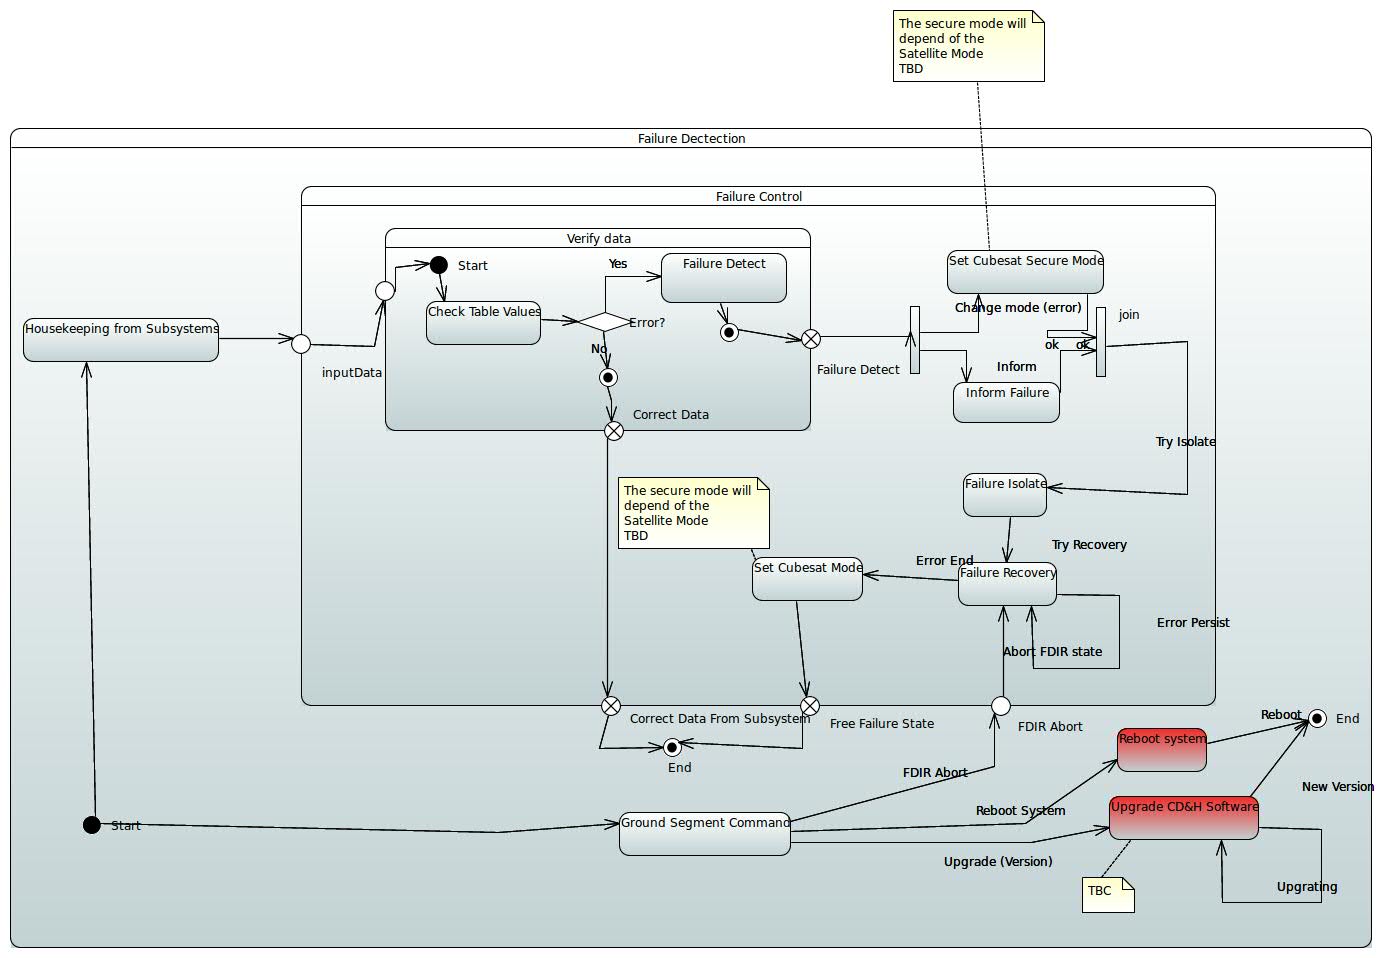 The secure mode will
depend of the
Satellite Mode
TBD
Failure Dectection
Failure Control
Verify data
Start
Yes
Failure Detect
Set Cubesat Secure Mode
Housekeeping from Subsystems
Check Table Values
Error?
No
Change mode (error)
join
ok
ok
inputData
Failure Detect
Inform
Inform Failure
Correct Data
Try Isolate
The secure mode will
depend of the
Satellite Mode
TBD
Failure Isolate
Try Recovery
Set Cubesat Mode
Error End
Failure Recovery
Error Persist
Abort FDIR state
Correct Data From Subsystem
Free Failure State
FDIR Abort
Reboot
End
Reboot system
End
FDIR Abort
New Version
Start
Ground Segment Command
Reboot System
Upgrade CD&H Software
Upgrade (Version)
TBC
Upgrating